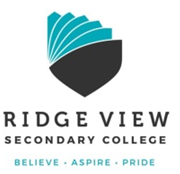 RIDGE VIEW
SECONDARY COLLEGE
BELIEVE • ASPIRE • PRIDE